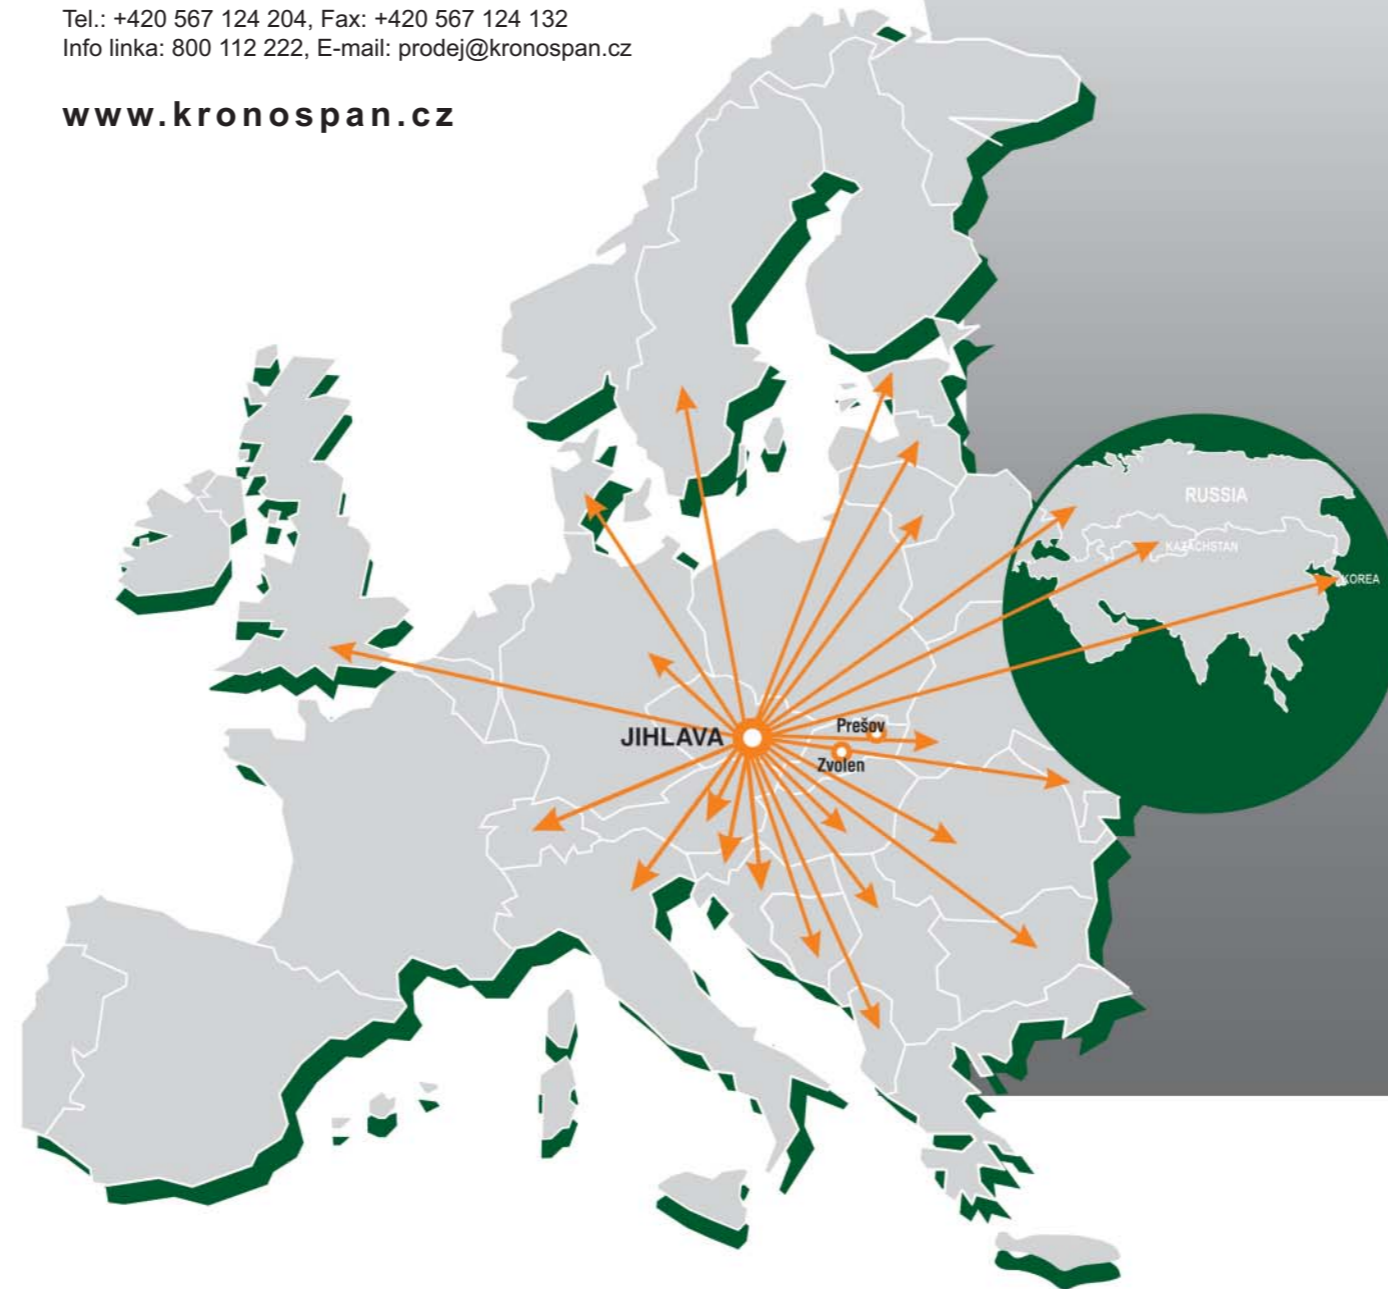 Tel.: +420 567 124 204, Fax: +420 567 124 132
Info linka: 800 112 222, E-mail: prodej@kronospan.cz
www.kronospan.cz
RUSSIA
KAZACHSTAN
KOREA
JIHLAVA
Prešov
Zvolen